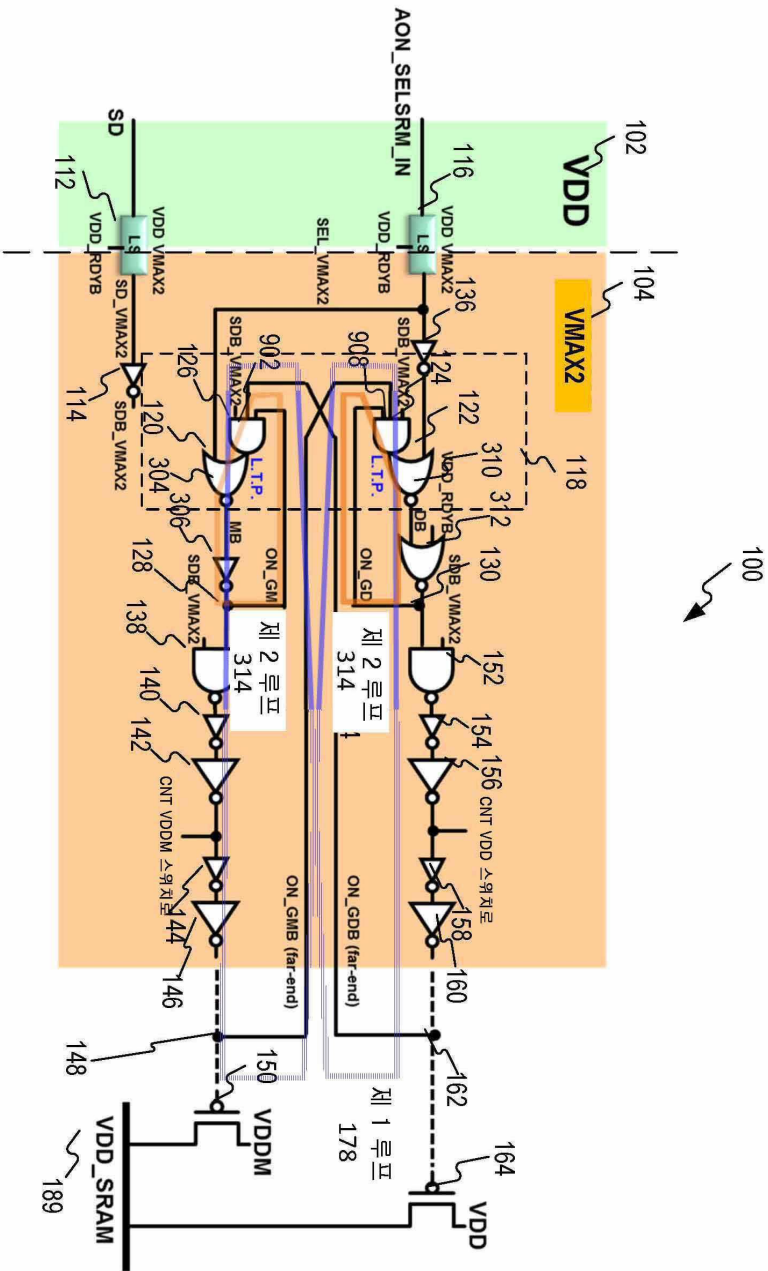 100
102
VDD
104
VMAX2
118
AON_SELSRM_IN
116
VDD_VMAX2
LS
VDD_RDYB
SEL_VMAX2
136
SDB_VMAX2
124
122
310
VDD_RDYB
312
DB
130
SDB_VMAX2
152
154
156
CNT VDD 스위치로
158
160
162
164
VDD
908
L.T.P.
ON_GD
제 2 루프
314
ON_GDB (far-end)
제 1 루프
178
902
ON_GM
제 2 루프
314
ON_GMB (far-end)
SDB_VMAX2
126
L.T.P.
120
304
306
MB
128
SDB_VMAX2
138
140
142
CNT VDDM 스위치로
144
146
148
150
VDDM
SD
112
VDD_VMAX2
LS
VDD_RDYB
SD_VMAX2
114
SDB_VMAX2
VDD_SRAM
189